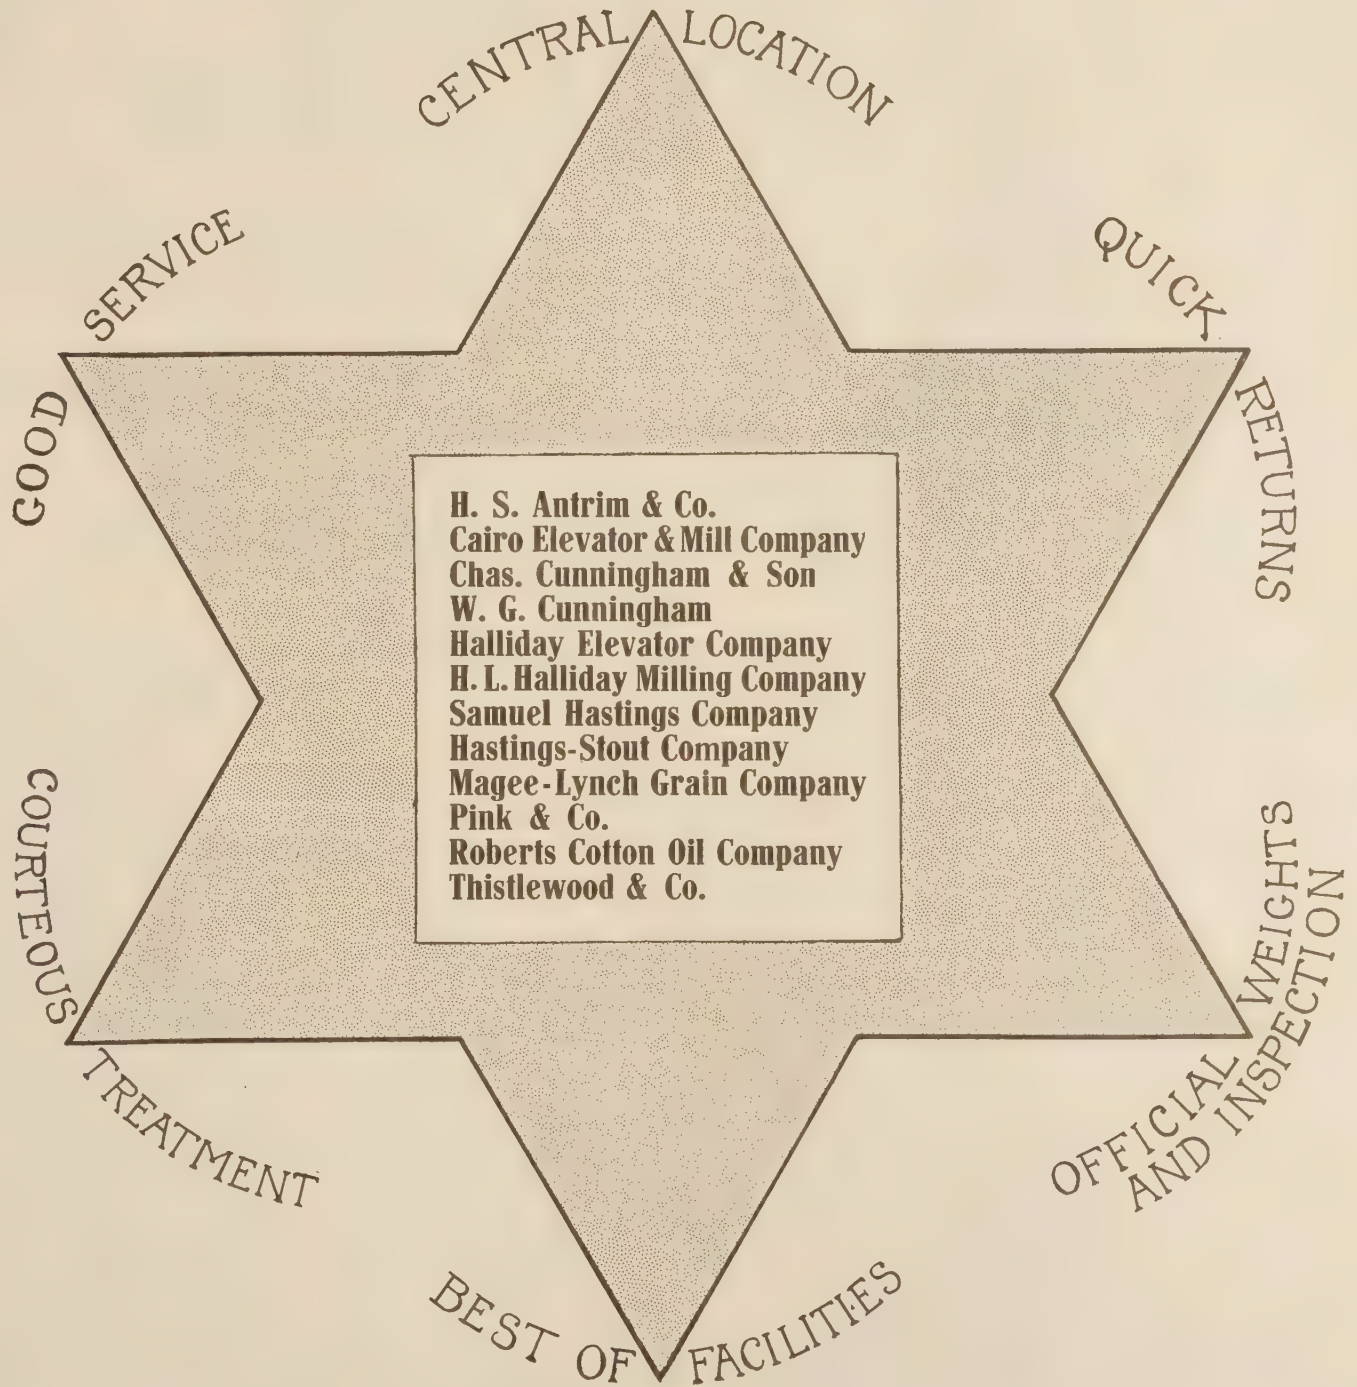 CENTRAL LOCATION
QUICK RETURNS
OFFICIAL WEIGHTS
AND INSPECTION
BEST OF FACILITIES
COURTEOUS TREATMENT
GOOD SERVICE
H. S. Antrim & Co.
Cairo Elevator & Mill Company
Chas. Cunningham & Son
W. G. Cunningham
Halliday Elevator Company
H. L. Halliday Milling Company
Samuel Hastings Company
Hastings-Stout Company
Magee-Lynch Grain Company
Pink & Co.
Roberts Cotton Oil Company
Thistlewood & Co.